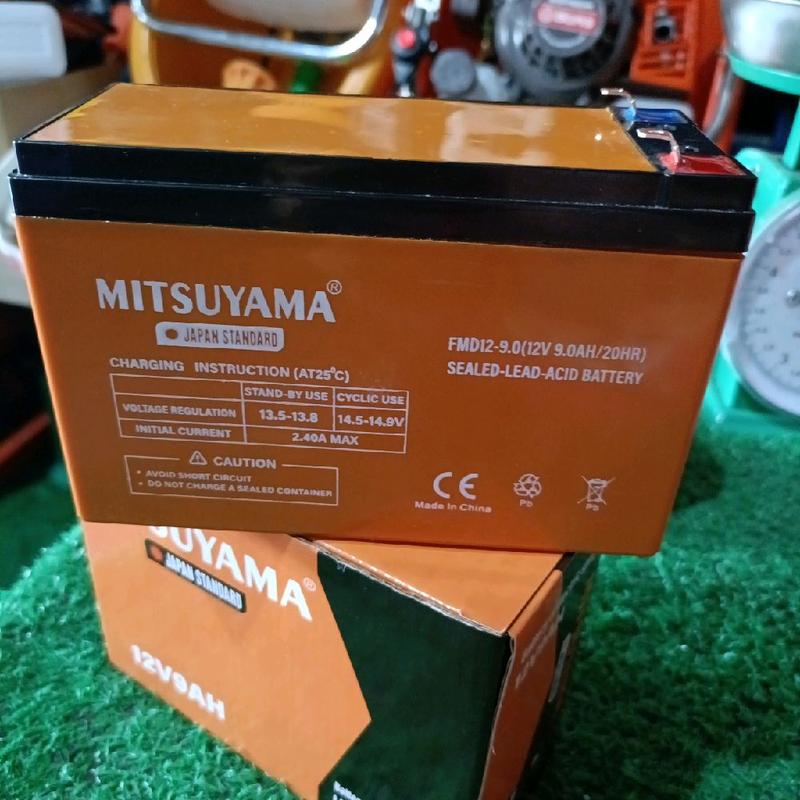 MITSUYAMA®
JAPAN STANDARD
CHARGING INSTRUCTION (AT25°C)
STAND-BY USE CYCLIC USE
VOLTAGE REGULATION 13.5-13.8 14.5-14.9V
INITIAL CURRENT 2.40A MAX
CAUTION
• AVOID SHORT CIRCUIT
• DO NOT CHARGE A SEALED CONTAINER
FMD12-9.0(12V 9.0AH/20HR)
SEALED-LEAD-ACID BATTERY
CE
Made In China
Pb
Pb
SUYAMA®
JAPAN STANDARD
12V9AH